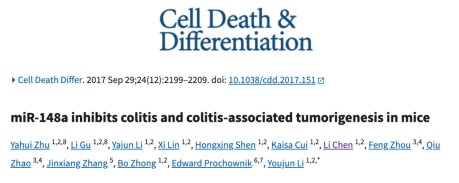 Cell Death &
Differentiation
▸ Cell Death Differ. 2017 Sep 29;24(12):2199–2209. doi: 10.1038/cdd.2017.151
miR-148a inhibits colitis and colitis-associated tumorigenesis in mice
Yahui Zhu 1,2,8, Li Gu 1,2,8, Yajun Li 1,2, Xi Lin 1,2, Hongxing Shen 1,2, Kaisa Cui 1,2, Li Chen 1,2, Feng Zhou 3,4, Qiu
Zhao 3,4, Jinxiang Zhang 5, Bo Zhong 1,2, Edward Prochownik 6,7, Youjun Li 1,2,*